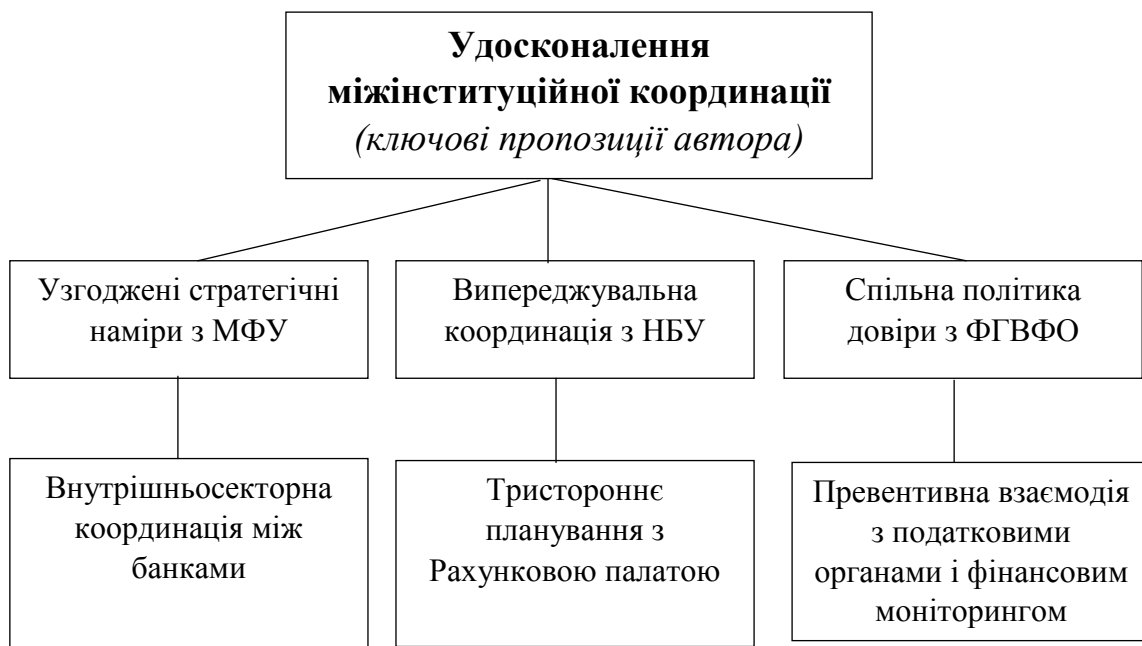 Удосконалення
міжінституційної координації
(ключові пропозиції автора)
Узгоджені стратегічні
наміри з МФУ
Випереджувальна
координація з НБУ
Спільна політика
довіри з ФГВФО
Внутрішньосекторна
координація між
банками
Тристороннє
планування з
Рахунковою палатою
Превентивна взаємодія
з податковими
органами і фінансовим
моніторингом